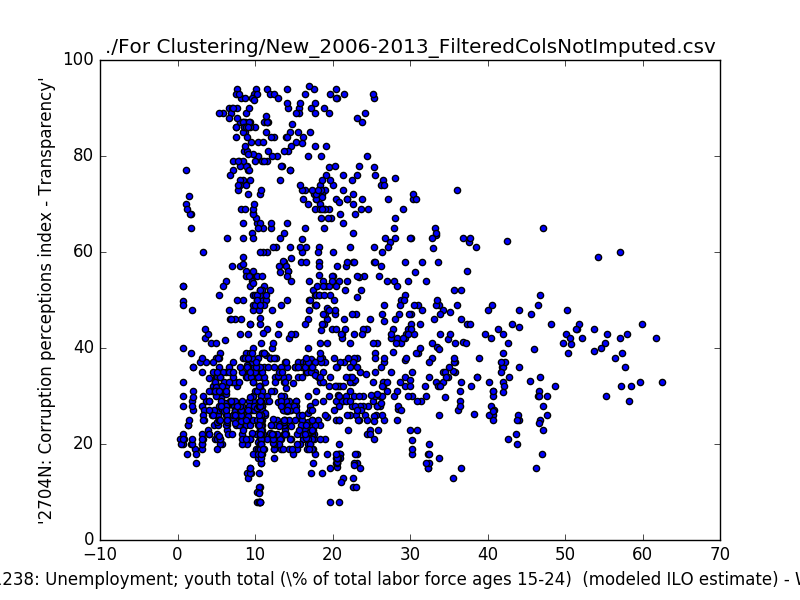 ./For Clustering/New_2006-2013_FilteredColsNotImputed.csv
'2704N: Corruption perceptions index - Transparency'
100
80
60
40
20
0
−10 0 10 20 30 40 50 60 70
1238: Unemployment; youth total (\% of total labor force ages 15-24) (modeled ILO estimate) -